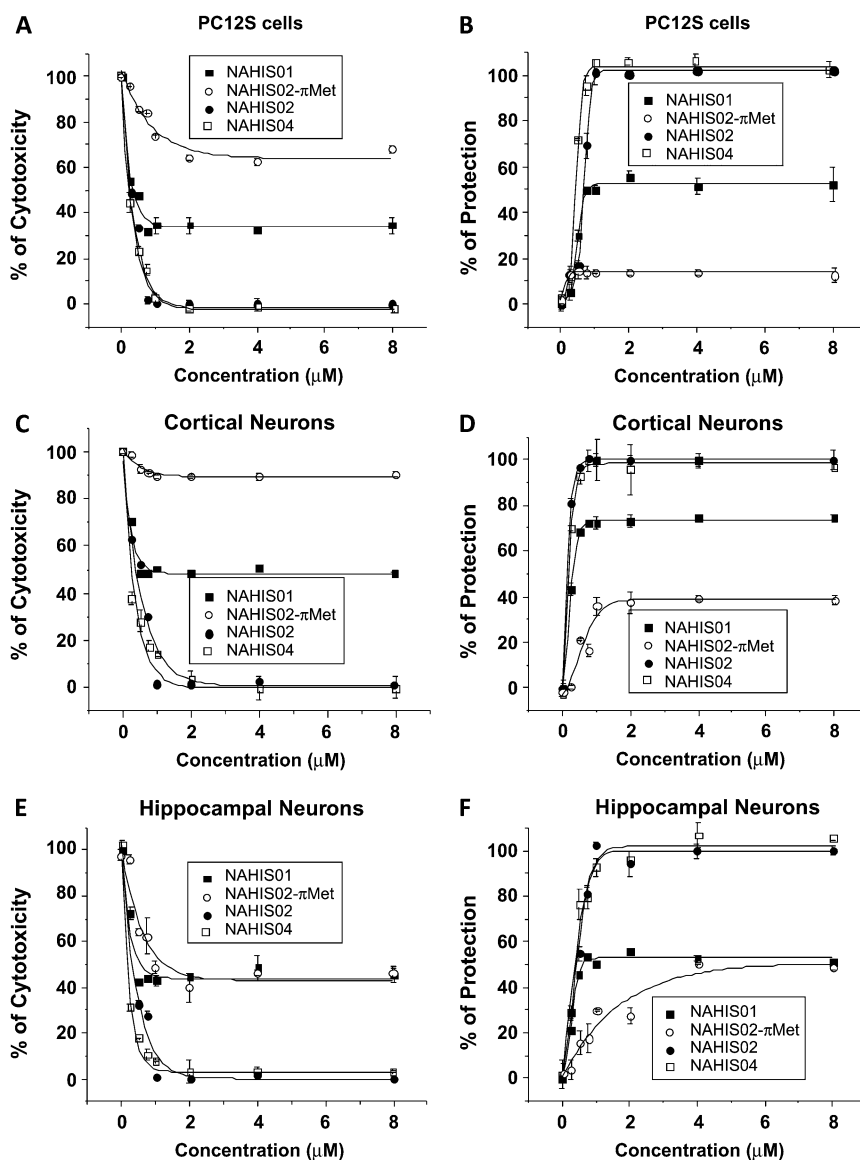 A
PC12S cells
% of Cytotoxicity
100
80
60
40
20
0
NAHIS01
NAHIS02-πMet
NAHIS02
NAHIS04
0 2 4 6 8
Concentration (μM)
B
PC12S cells
% of Protection
100
80
60
40
20
0
NAHIS01
NAHIS02-πMet
NAHIS02
NAHIS04
0 2 4 6 8
Concentration (μM)
C
Cortical Neurons
% of Cytotoxicity
100
80
60
40
20
0
NAHIS01
NAHIS02-πMet
NAHIS02
NAHIS04
0 2 4 6 8
Concentration (μM)
D
Cortical Neurons
% of Protection
100
80
60
40
20
0
NAHIS01
NAHIS02-πMet
NAHIS02
NAHIS04
0 2 4 6 8
Concentration (μM)
E
Hippocampal Neurons
% of Cytotoxicity
100
80
60
40
20
0
NAHIS01
NAHIS02-πMet
NAHIS02
NAHIS04
0 2 4 6 8
Concentration (μM)
F
Hippocampal Neurons
% of Protection
100
80
60
40
20
0
NAHIS01
NAHIS02-πMet
NAHIS02
NAHIS04
0 2 4 6 8
Concentration (μM)